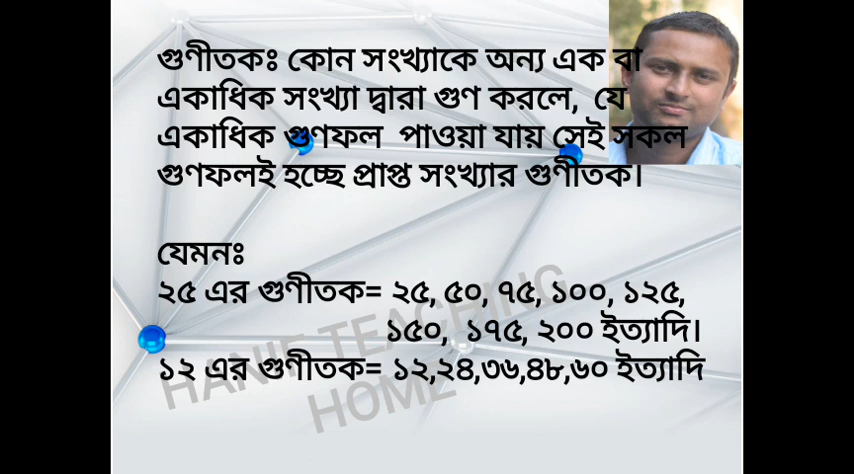 গুণীতকঃ কোন সংখ্যাকে অন্য এক বা
একাধিক সংখ্যা দ্বারা গুণ করলে, যে
একাধিক গুণফল পাওয়া যায় সেই সকল
গুণফলই হচ্ছে প্রাপ্ত সংখ্যার গুণীতক।
যেমনঃ
২৫ এর গুণীতক= ২৫, ৫০, ৭৫, ১০০, ১২৫,
১৫০, ১৭৫, ২০০ ইত্যাদি।
১২ এর গুণীতক= ১২,২৪,৩৬,৪৮,৬০ ইত্যাদি
HANIF TEACHING
HOME